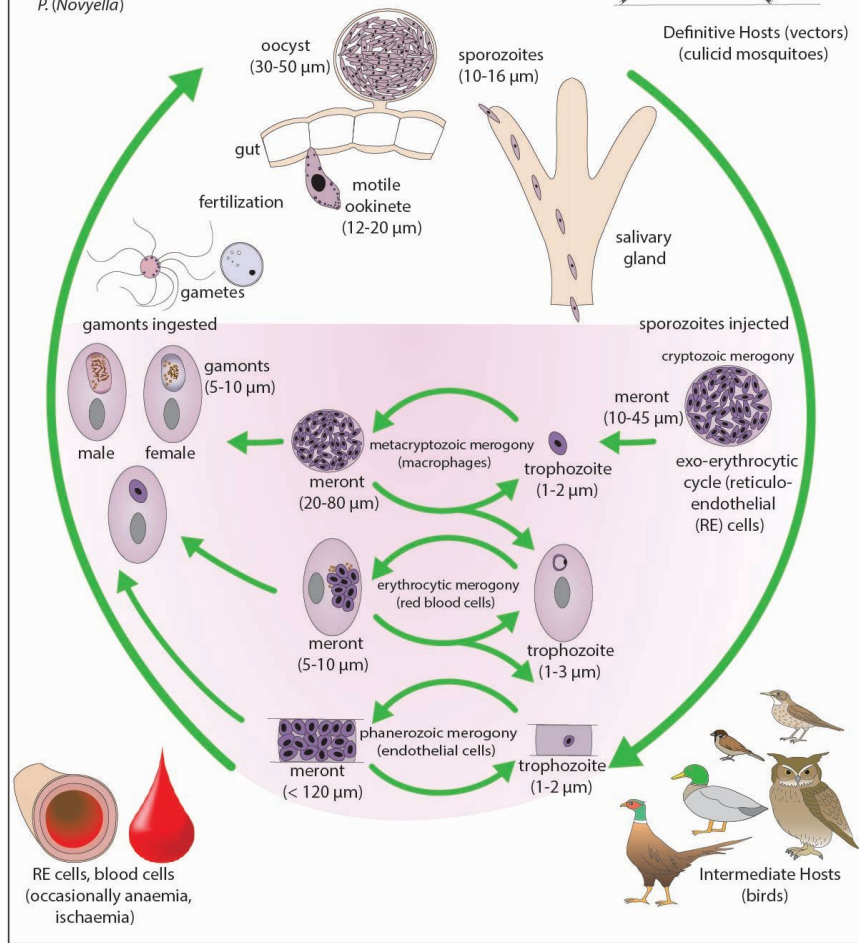 P. (Novyella)
Definitive Hosts (vectors)
(culicid mosquitoes)
oocyst
(30-50 µm)
sporozoites
(10-16 µm)
gut
motile
ookinete
(12-20 µm)
fertilization
salivary
gland
gametes
gamonts ingested
sporozoites injected
cryptozoic merogony
gamonts
(5-10 µm)
meront
(10-45 µm)
male
female
metacryptozoic merogony
(macrophages)
meront
(20-80 µm)
trophozoite
(1-2 µm)
exo-erythrocytic
cycle (reticulo-
endothelial
(RE) cells)
erythrocytic merogony
(red blood cells)
meront
(5-10 µm)
trophozoite
(1-3 µm)
phanerozoic merogony
(endothelial cells)
meront
(< 120 µm)
trophozoite
(1-2 µm)
RE cells, blood cells
(occasionally anaemia,
ischaemia)
Intermediate Hosts
(birds)